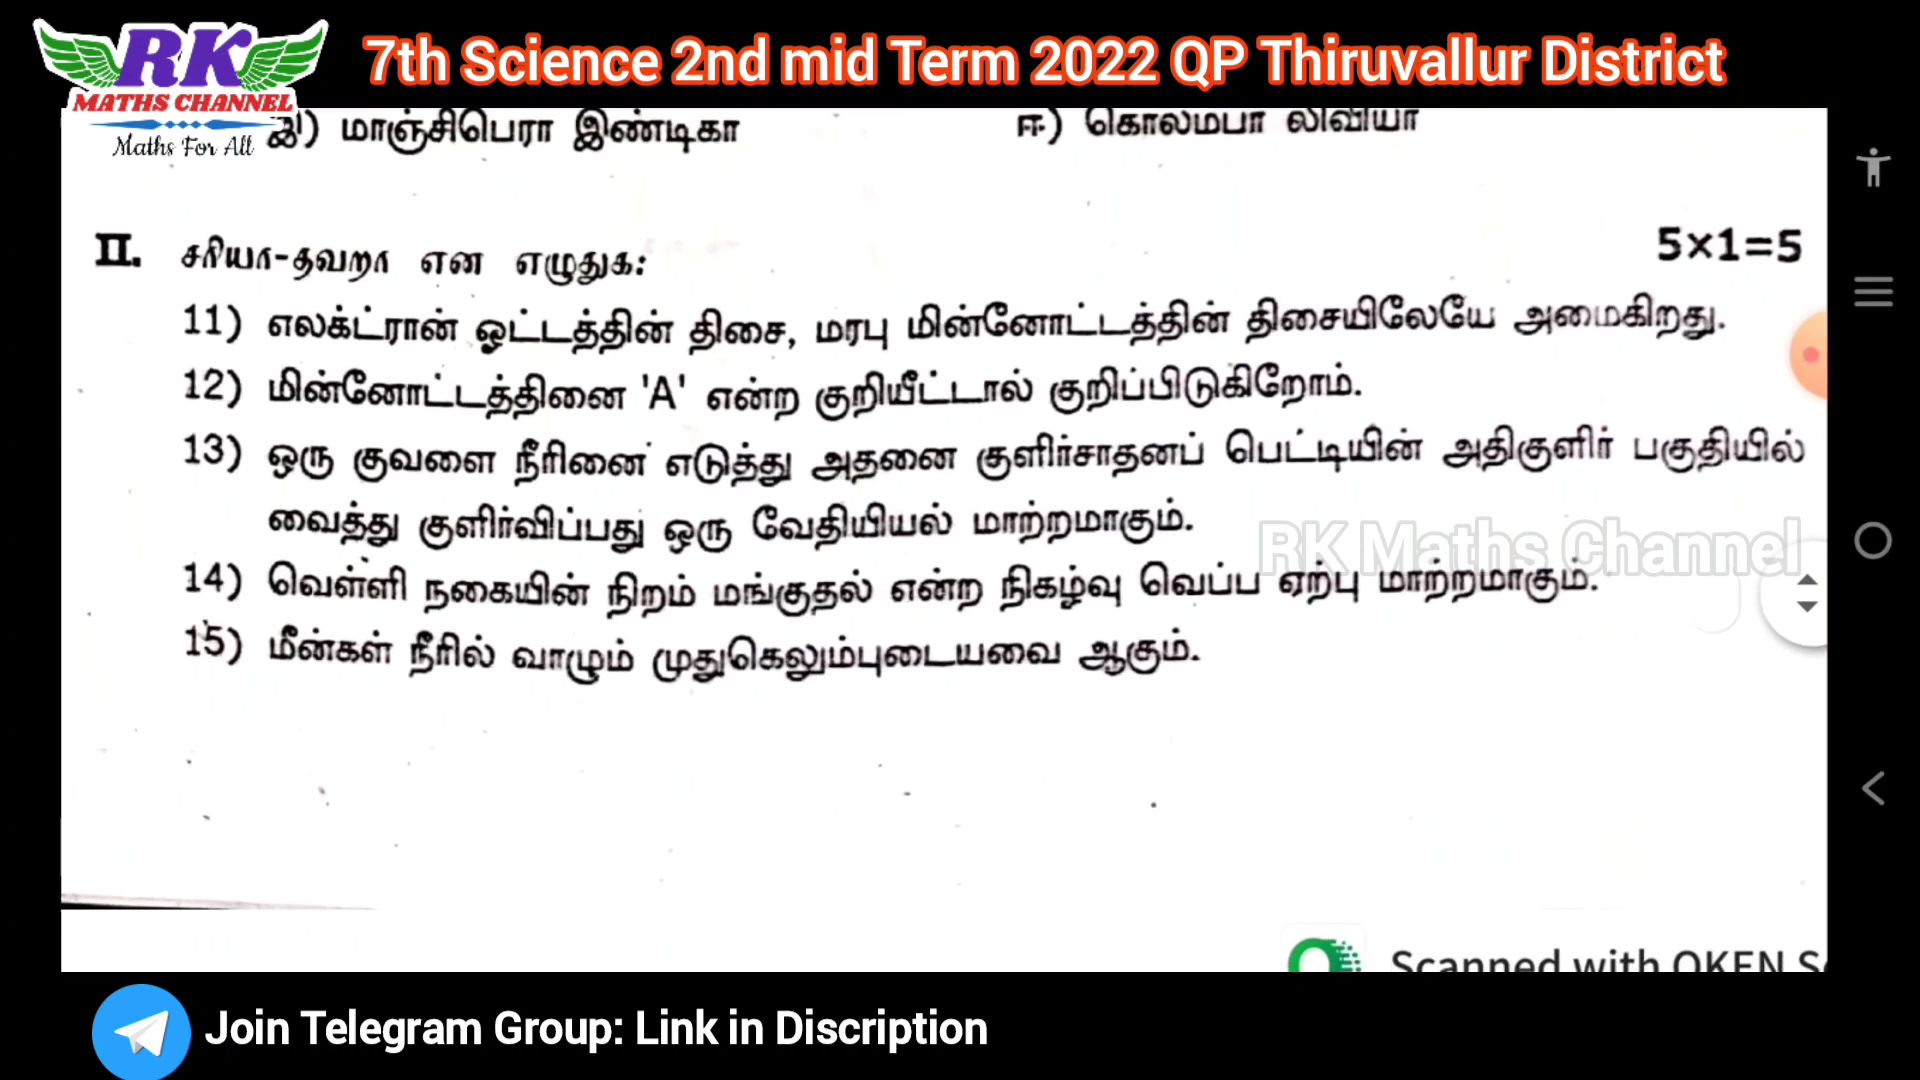 RK
MATHS CHANNEL
Maths For All
7th Science 2nd mid Term 2022 QP Thiruvallur District
இ) மாஞ்சிபெரா இண்டிகா ஈ) கொலம்பா லிவியா
II. சரியா-தவறா என எழுதுக: 5×1=5
11) எலக்ட்ரான் ஓட்டத்தின் திசை, மரபு மின்னோட்டத்தின் திசையிலேயே அமைகிறது.
12) மின்னோட்டத்தினை 'A' என்ற குறியீட்டால் குறிப்பிடுகிறோம்.
13) ஒரு குவளை நீரினை எடுத்து அதனை குளிர்சாதனப் பெட்டியின் அதிகுளிர் பகுதியில்
வைத்து குளிர்விப்பது ஒரு வேதியியல் மாற்றமாகும்.
RK Maths Channel
14) வெள்ளி நகையின் நிறம் மங்குதல் என்ற நிகழ்வு வெப்ப ஏற்பு மாற்றமாகும்.
15) மீன்கள் நீரில் வாழும் முதுகெலும்புடையவை ஆகும்.
Scanned with OKEN S
Join Telegram Group: Link in Discription